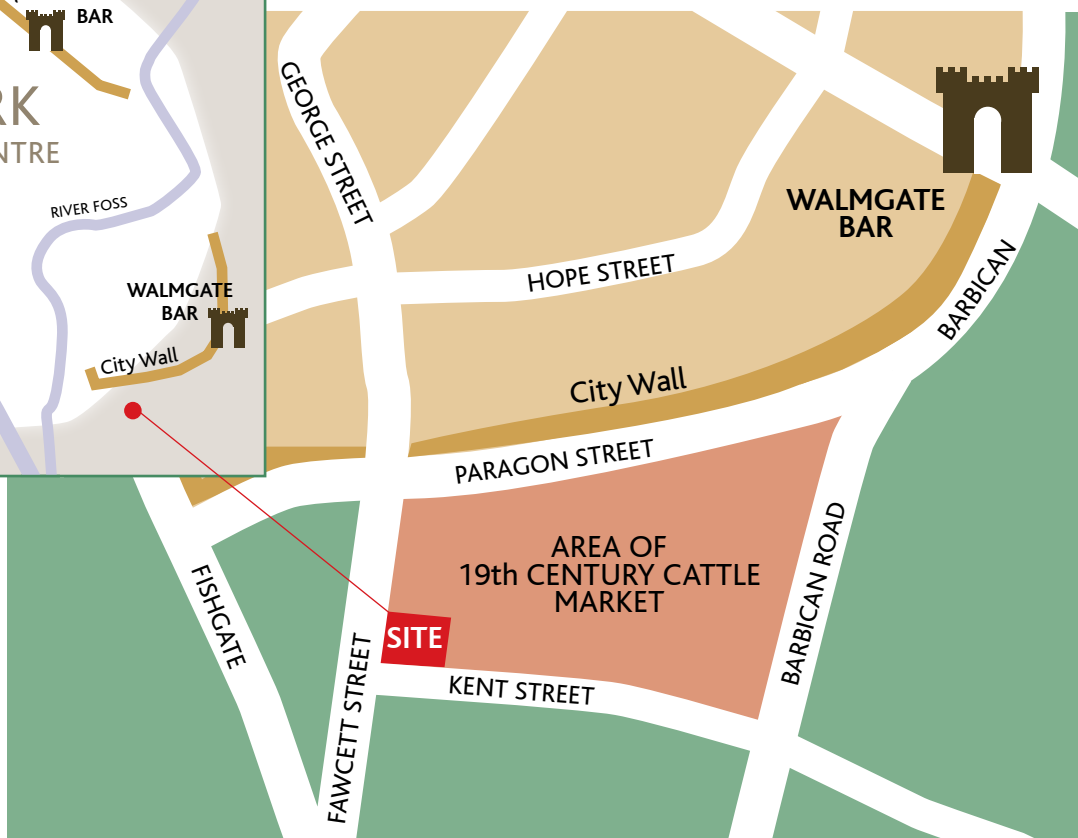 BAR
RK
NTRE
RIVER FOSS
WALMGATE
BAR
City Wall
GEORGE STREET
HOPE STREET
WALMGATE
BAR
BARBICAN
City Wall
PARAGON STREET
AREA OF
19th CENTURY CATTLE
MARKET
BARBICAN ROAD
FISHGATE
SITE
FAWCETT STREET
KENT STREET